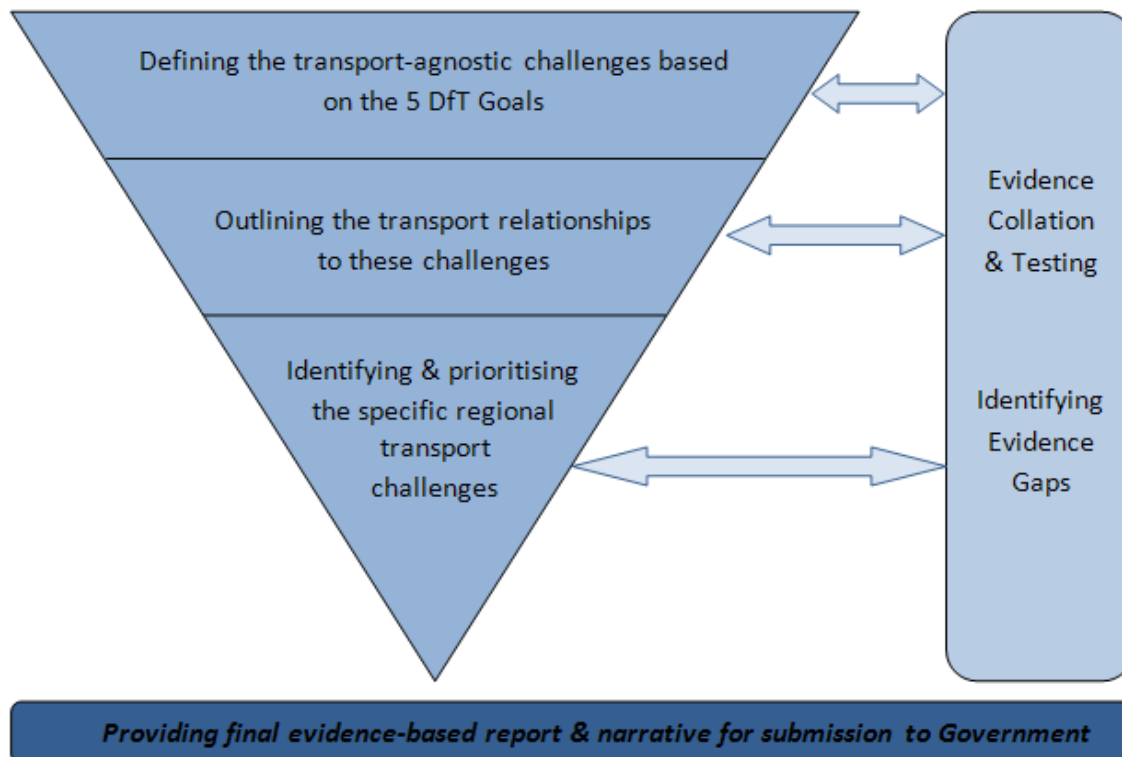 Defining the transport-agnostic challenges based
on the 5 DfT Goals
Outlining the transport relationships
to these challenges
Identifying & prioritising
the specific regional
transport
challenges
Evidence
Collation
& Testing
Identifying
Evidence
Gaps
Providing final evidence-based report & narrative for submission to Government